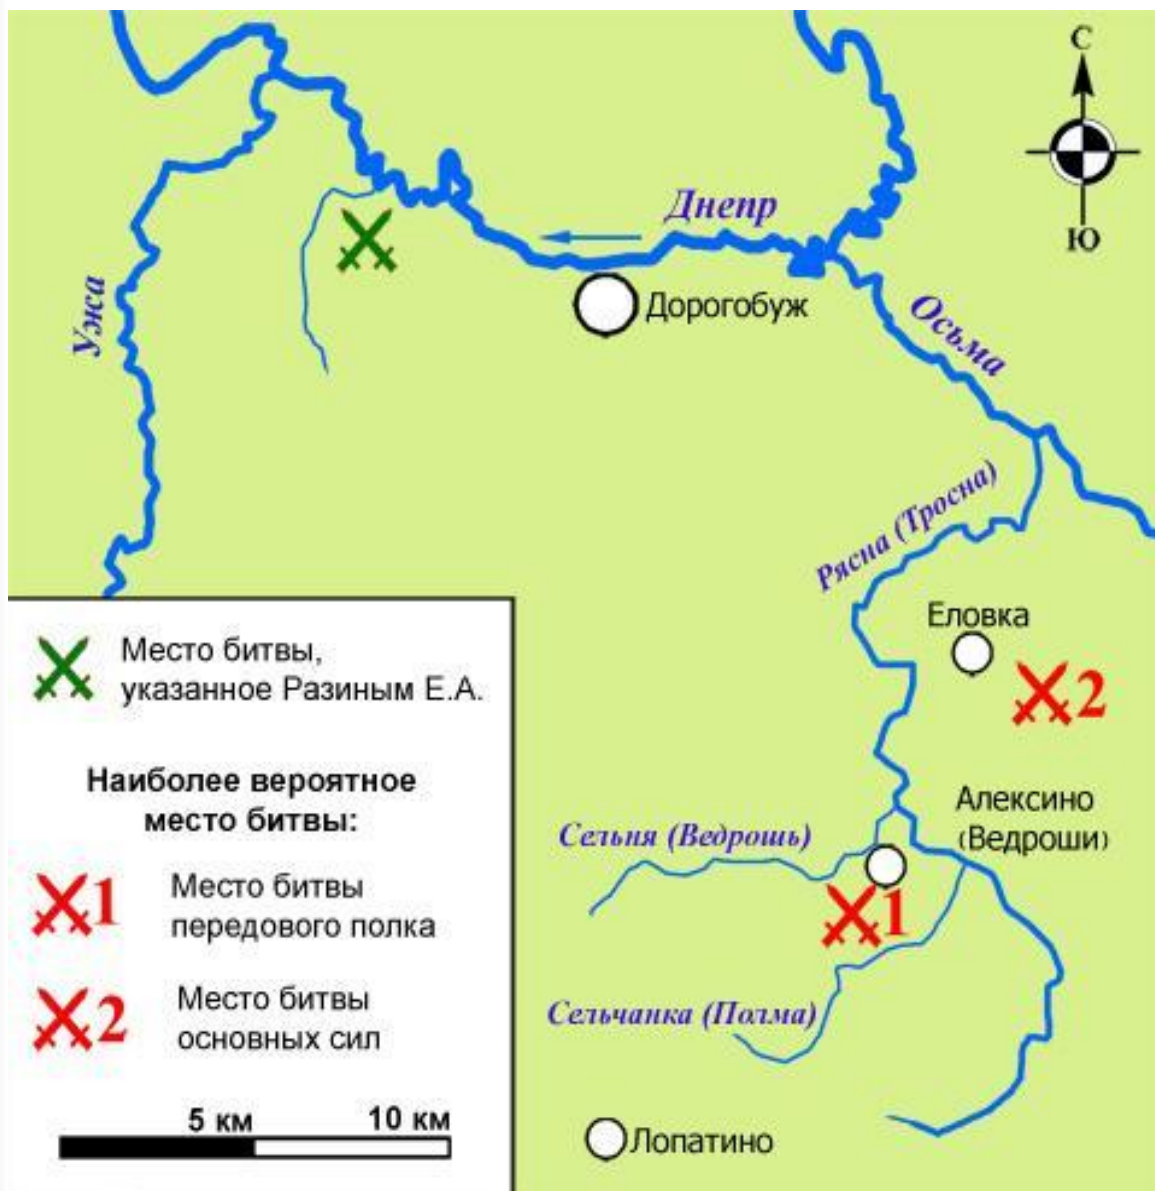 С
Ю
Днепр
Дорогобуж
Ужа
Осьма
Рясна (Тросна)
Еловка
2
Алексино
(Ведроши)
Сельня (Ведрошь)
1
Сельчанка (Полма)
Лопатино
Место битвы,
указанное Разиным Е.А.
Наиболее вероятное
место битвы:
1
Место битвы
передового полка
2
Место битвы
основных сил
5 км
10 км